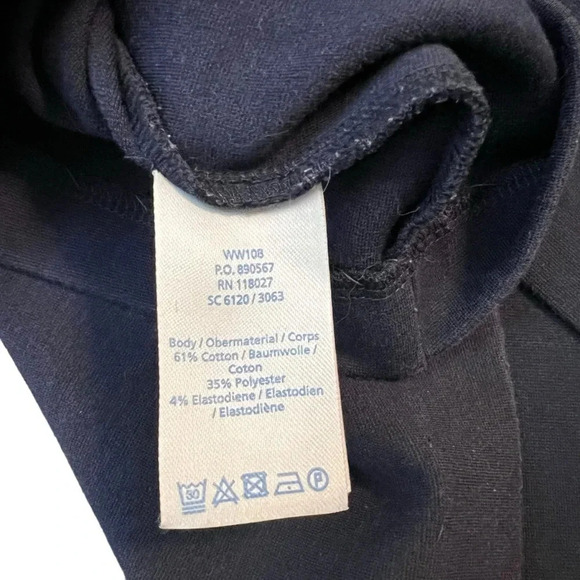 WW108
P.O. 890567
RN 118027
SC 6120 / 3063
Body / Obermaterial / Corps
61% Cotton / Baumwolle /
Coton
35% Polyester
4% Elastodiene / Elastodien
/ Elastodiène
30
P